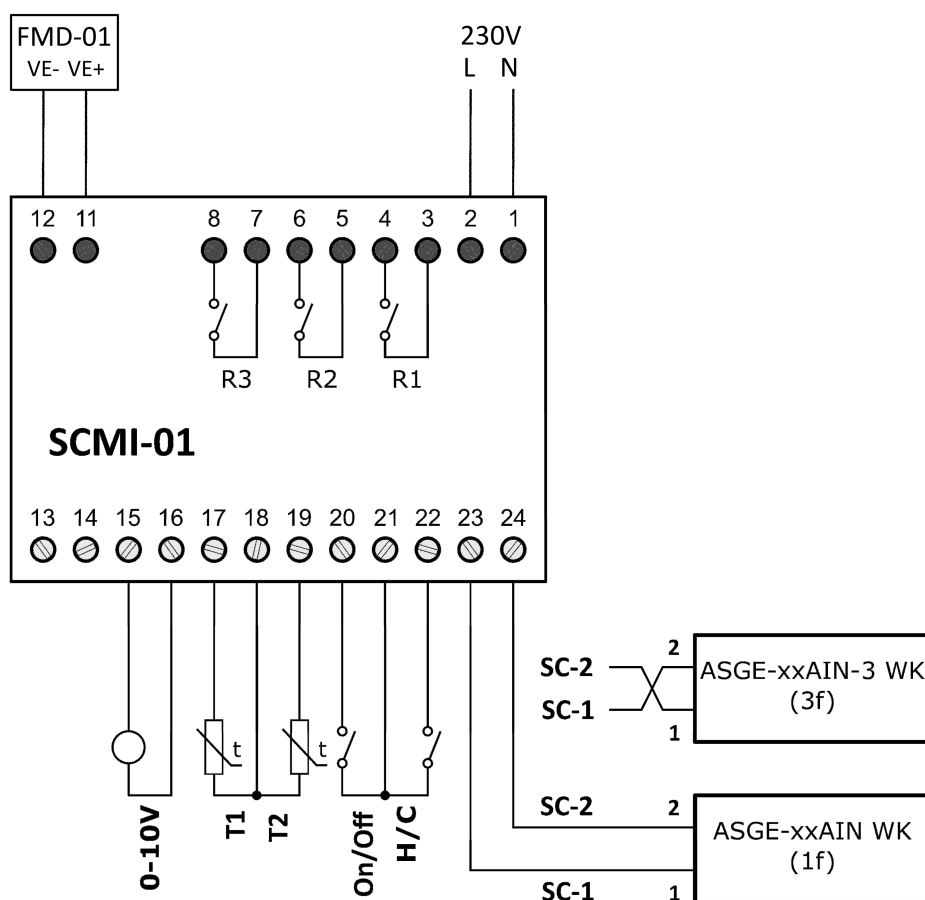 FMD-01
VE- VE+
230V
L N
12 11 8 7 6 5 4 3 2 1
R3 R2 R1
SCMI-01
13 14 15 16 17 18 19 20 21 22 23 24
0-10V
T1
t
T2
t
On/Off
H/C
SC-2 2
ASGE-xxAIN-3 WK
(3f)
SC-1 1
SC-2 2
ASGE-xxAIN WK
(1f)
SC-1 1